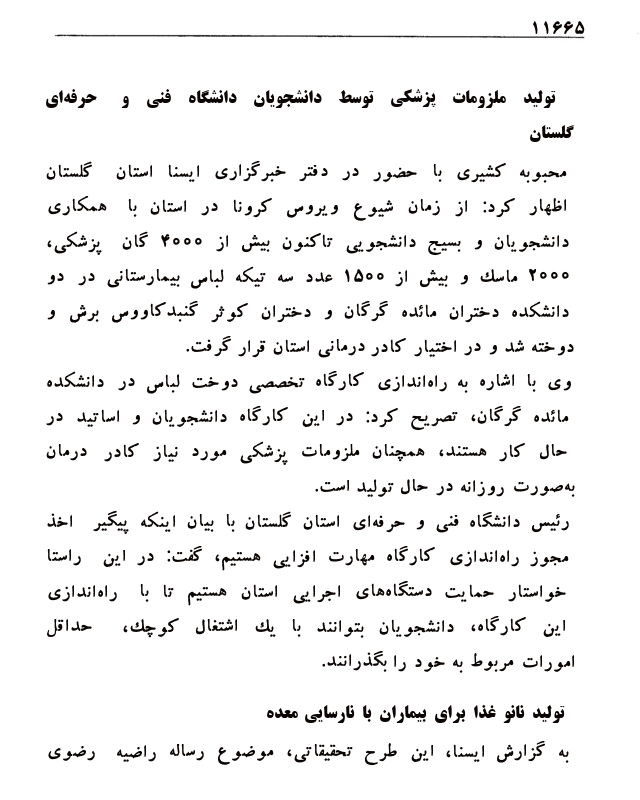 ۱۱۶۶۵
تولید ملزومات پزشکی توسط دانشجویان دانشگاه فنی و حرفه‌ای
گلستان
محبوبه کشیری با حضور در دفتر خبرگزاری ایسنا استان گلستان
اظهار کرد: از زمان شیوع ویروس کرونا در استان با همکاری
دانشجویان و بسیج دانشجویی تاکنون بیش از ۴۰۰۰ گان پزشکی،
۲۰۰۰ ماسك و بیش از ۱۵۰۰ عدد سه تیکه لباس بیمارستانی در دو
دانشکده دختران مائده گرگان و دختران کوثر گنبدکاووس برش و
دوخته شد و در اختیار کادر درمانی استان قرار گرفت.
وی با اشاره به راه‌اندازی کارگاه تخصصی دوخت لباس در دانشکده
مائده گرگان، تصریح کرد: در این کارگاه دانشجویان و اساتید در
حال کار هستند، همچنان ملزومات پزشکی مورد نیاز کادر درمان
به‌صورت روزانه در حال تولید است.
رئیس دانشگاه فنی و حرفه‌ای استان گلستان با بیان اینکه پیگیر اخذ
مجوز راه‌اندازی کارگاه مهارت افزایی هستیم، گفت: در این راستا
خواستار حمایت دستگاه‌های اجرایی استان هستیم تا با راه‌اندازی
این کارگاه، دانشجویان بتوانند با یك اشتغال کوچك، حداقل
امورات مربوط به خود را بگذرانند.
تولید نانو غذا برای بیماران با نارسایی معده
به گزارش ایسنا، این طرح تحقیقاتی، موضوع رساله راضیه رضوی